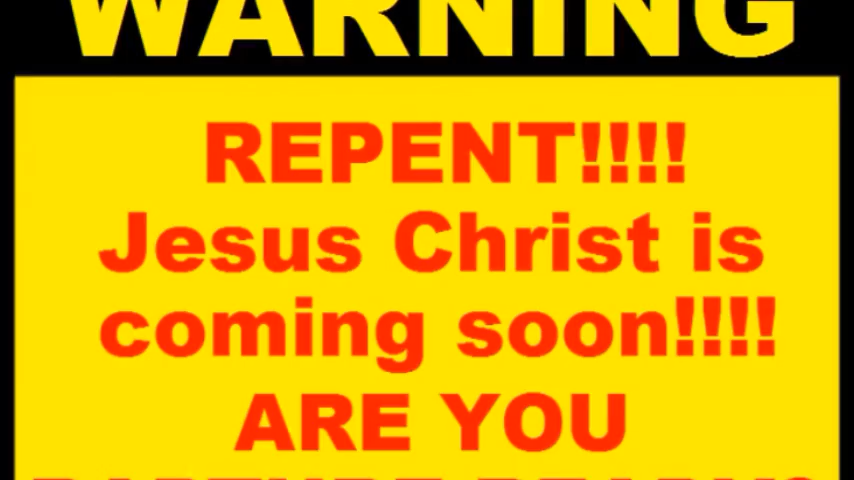 WARNING
REPENT!!!!
Jesus Christ is
coming soon!!!!
ARE YOU